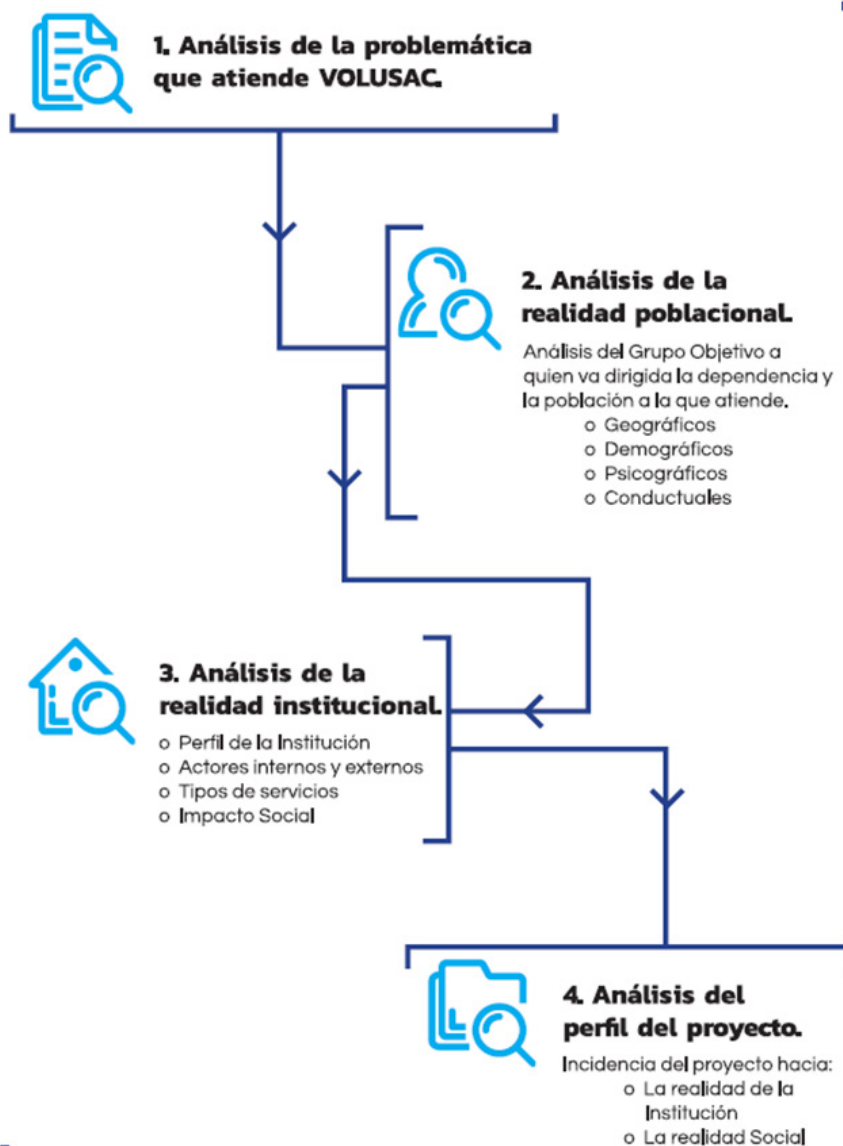 1. Análisis de la problemática
que atiende VOLUSAC.
2. Análisis de la
realidad poblacional.
Análisis del Grupo Objetivo a
quien va dirigida la dependencia y
la población a la que atiende.
o Geográficos
o Demográficos
o Psicográficos
o Conductuales
3. Análisis de la
realidad institucional.
o Perfil de la Institución
o Actores internos y externos
o Tipos de servicios
o Impacto Social
4. Análisis del
perfil del proyecto.
Incidencia del proyecto hacia:
o La realidad de la
Institución
o La realidad Social